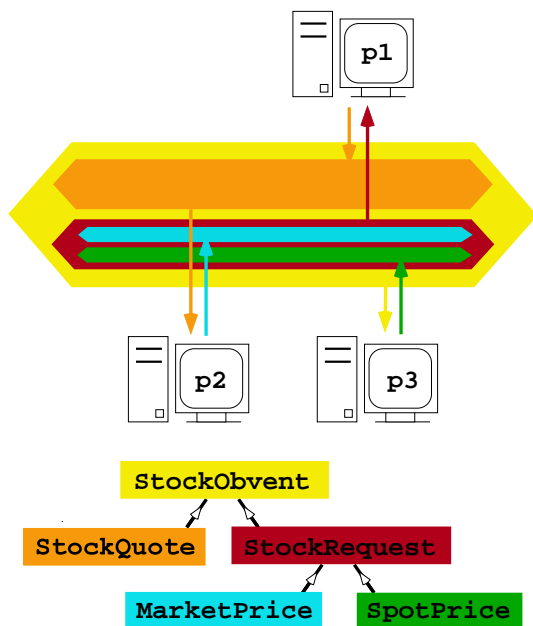 p1
p2
p3
StockObvent
StockQuote
StockRequest
MarketPrice
SpotPrice